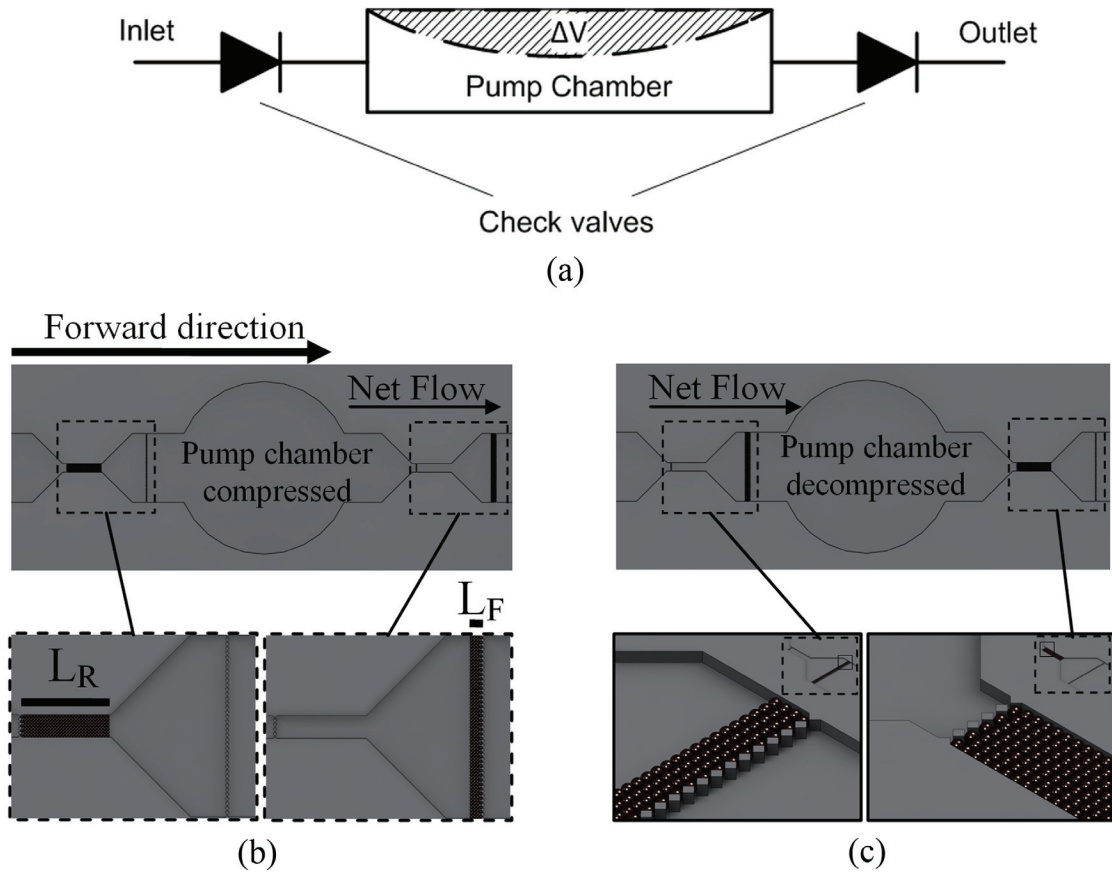 Inlet
ΔV
Outlet
Pump Chamber
Check valves
(a)
Forward direction
Net Flow
Pump chamber
compressed
L_F
L_R
(b)
Net Flow
Pump chamber
decompressed
(c)